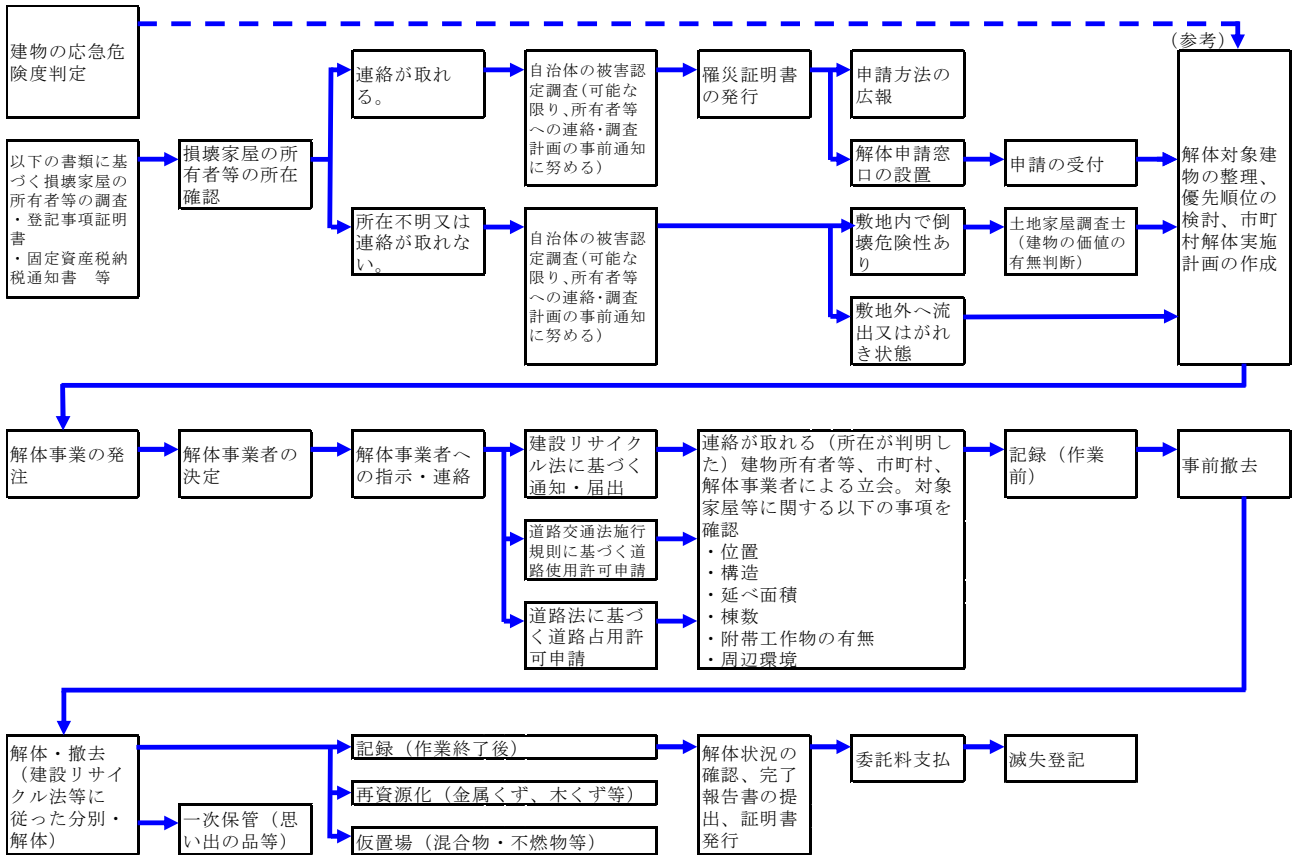 建物の応急危
険度判定
(参考)
以下の書類に基
づく損壊家屋の
所有者等の調査
・登記事項証明
書
・固定資産税納
税通知書　等
損壊家屋の所
有者等の所在
確認
連絡が取れ
る。
自治体の被害認
定調査(可能な
限り、所有者等
への連絡・調査
計画の事前通知
に努める)
罹災証明書
の発行
申請方法の
広報
解体申請窓
口の設置
申請の受付
所在不明又は
連絡が取れな
い。
自治体の被害認
定調査(可能な
限り、所有者等
への連絡・調査
計画の事前通知
に努める)
敷地内で倒
壊危険性あ
り
土地家屋調査士
(建物の価値の
有無判断)
敷地外へ流
出又はがれ
き状態
解体対象建
物の整理、
優先順位の
検討、市町
村解体実施
計画の作成
解体事業の発
注
解体事業者の
決定
解体事業者へ
の指示・連絡
建設リサイク
ル法に基づく
通知・届出
道路交通法施行
規則に基づく道
路使用許可申請
道路法に基づ
く道路占用許
可申請
連絡が取れる（所在が判明し
た）建物所有者等、市町村、
解体事業者による立会。対象
家屋等に関する以下の事項を
確認
・位置
・構造
・延べ面積
・棟数
・附帯工作物の有無
・周辺環境
記録（作業
前）
事前撤去
解体・撤去
（建設リサイ
クル法等に
従った分別・
解体）
一次保管（思
い出の品等）
記録（作業終了後）
再資源化（金属くず、木くず等）
仮置場（混合物・不燃物等）
解体状況の
確認、完了
報告書の提
出、証明書
発行
委託料支払
滅失登記